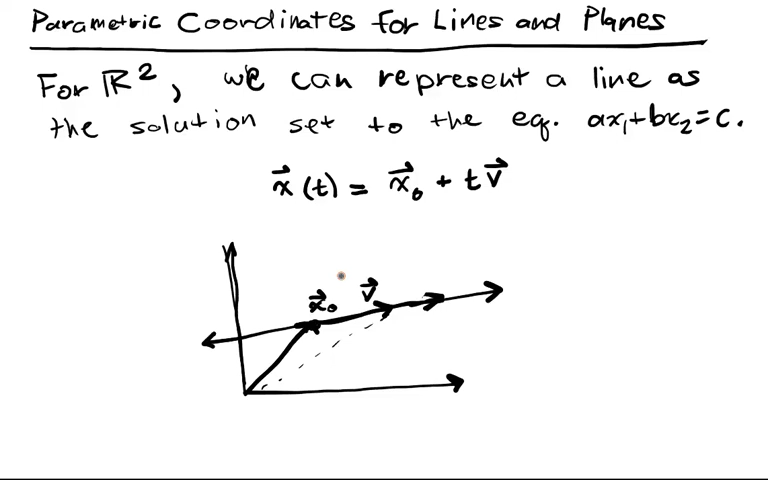 Parametric Coordinates for Lines and Planes
For ℝ², we can represent a line as
the solution set to the eq. ax₁+bx₂=c.
x⃗(t) = x⃗₀ + tv⃗
x⃗₀ v⃗